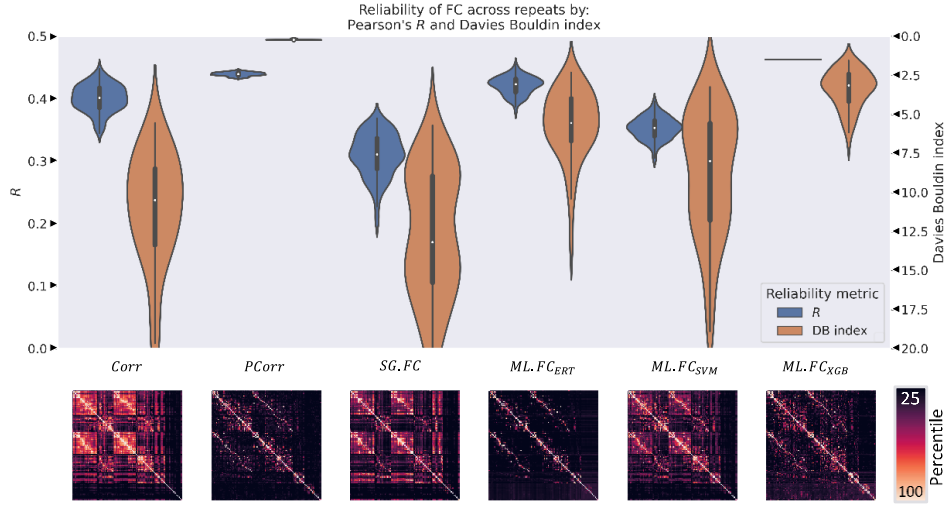 Reliability of FC across repeats by:
Pearson's R and Davies Bouldin index
0.5
0.4
0.3
0.2
0.1
0.0
R
0.0
2.5
5.0
7.5
10.0
12.5
15.0
17.5
20.0
Davies Bouldin index
Reliability metric
R
DB index
Corr
PCorr
SG.FC
ML.FC_ERT
ML.FC_SVM
ML.FC_XGB
25
100
Percentile